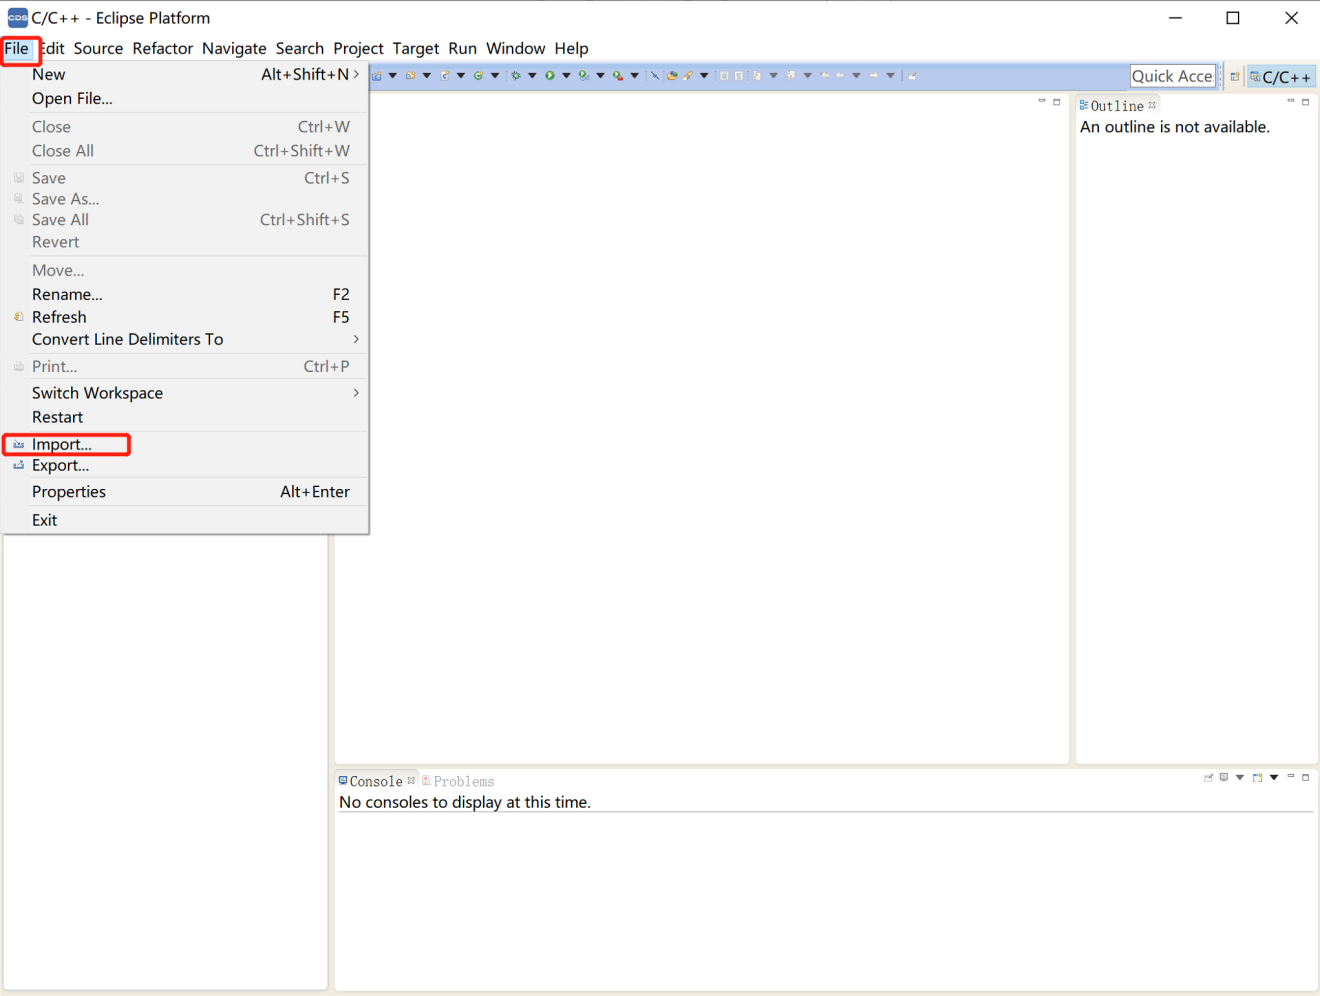 CDS C/C++ - Eclipse Platform
File Edit Source Refactor Navigate Search Project Target Run Window Help
New Alt+Shift+N
Open File...
Close Ctrl+W
Close All Ctrl+Shift+W
Save Ctrl+S
Save As...
Save All Ctrl+Shift+S
Revert
Move...
Rename... F2
Refresh F5
Convert Line Delimiters To
Print... Ctrl+P
Switch Workspace
Restart
Import...
Export...
Properties Alt+Enter
Exit
Quick Acce
C/C++
Outline
An outline is not available.
Console Problems
No consoles to display at this time.